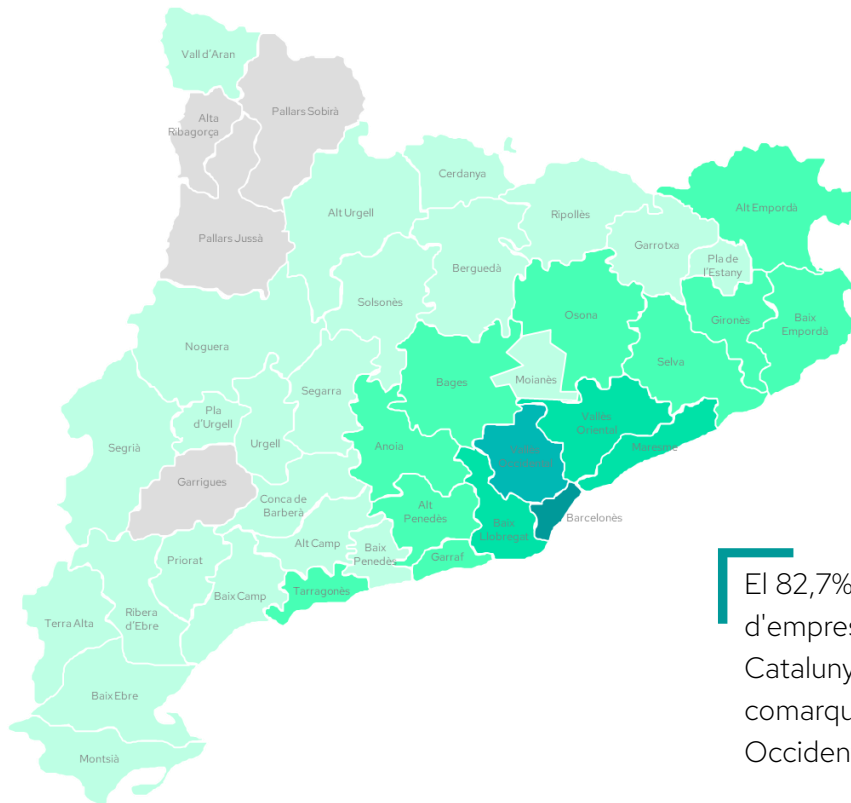 Vall d'Aran
Pallars Sobirà
Alta
Ribagorça
Cerdanya
Alt Urgell
Ripollès
Alt Empordà
Pallars Jussà
Garrotxa
Pla de
l'Estany
Berguedà
Solsonès
Osona
Gironès
Baix
Empordà
Noguera
Selva
Bages
Moianès
Segarra
Pla
d'Urgell
Vallès
Oriental
Segrià
Urgell
Anoia
Maresme
Vallès
Occidental
Garrigues
Conca de
Barberà
Alt
Penedès
Barcelonès
Baix
Llobregat
Alt Camp
Baix
Penedès
Priorat
Garraf
Tarragonès
Baix Camp
Ribera
d'Ebre
Terra Alta
Baix Ebre
Montsià
El 82,7%
d'empres
Cataluny
comarqu
Occiden